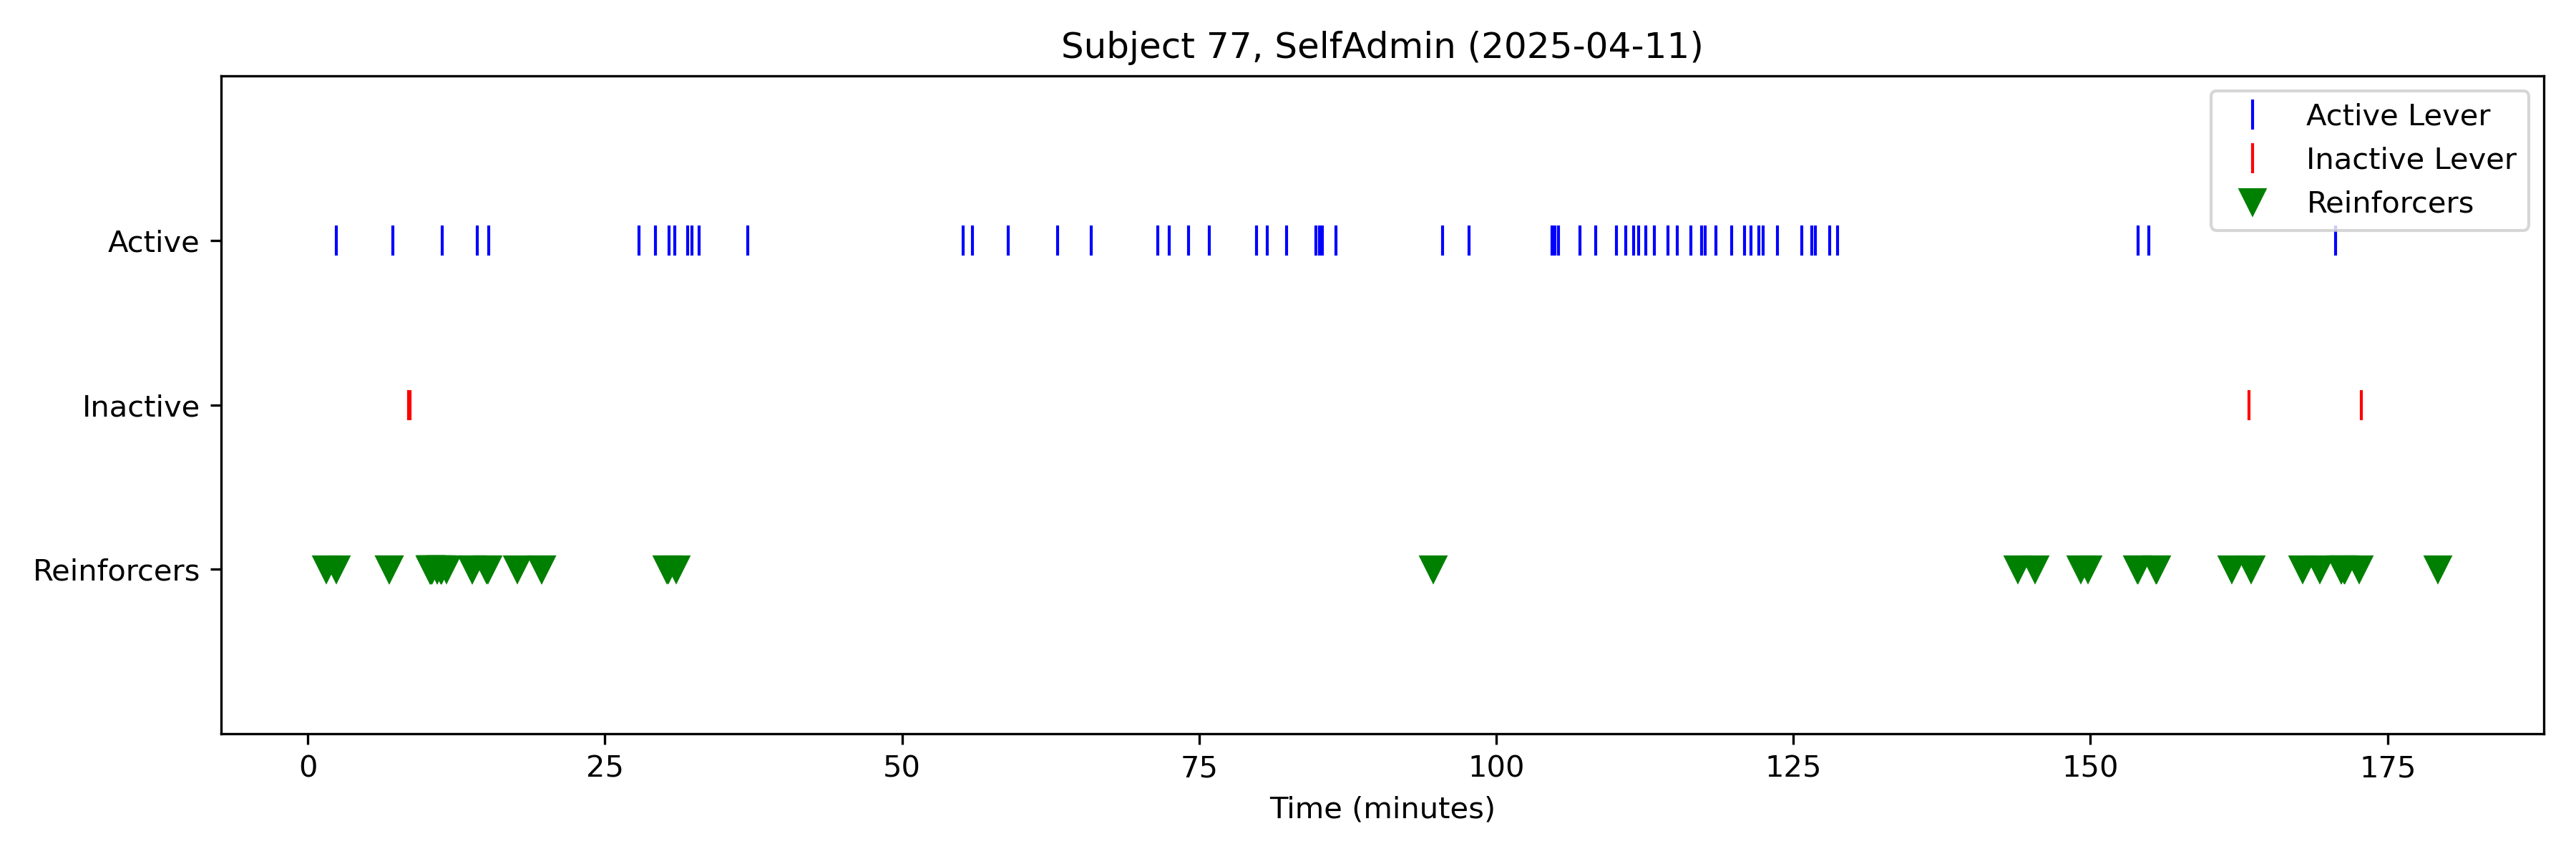 Subject 77, SelfAdmin (2025-04-11)
Active Lever
Inactive Lever
Reinforcers
Active
Inactive
Reinforcers
0 25 50 75 100 125 150 175
Time (minutes)